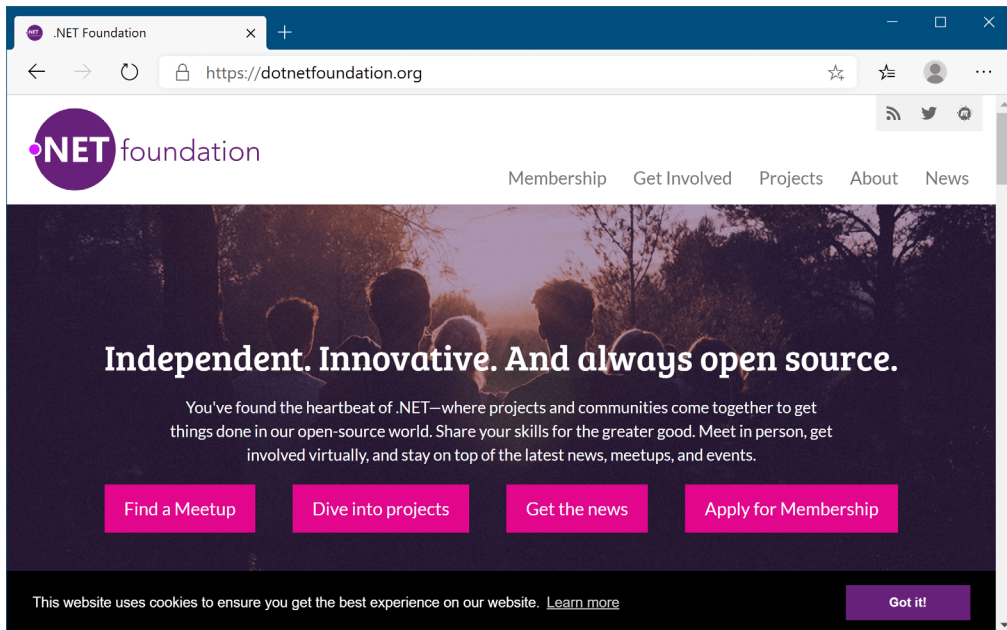 .NET Foundation
https://dotnetfoundation.org
.NET foundation
Membership Get Involved Projects About News
Independent. Innovative. And always open source.
You've found the heartbeat of .NET—where projects and communities come together to get
things done in our open-source world. Share your skills for the greater good. Meet in person, get
involved virtually, and stay on top of the latest news, meetups, and events.
Find a Meetup Dive into projects Get the news Apply for Membership
This website uses cookies to ensure you get the best experience on our website. Learn more Got it!